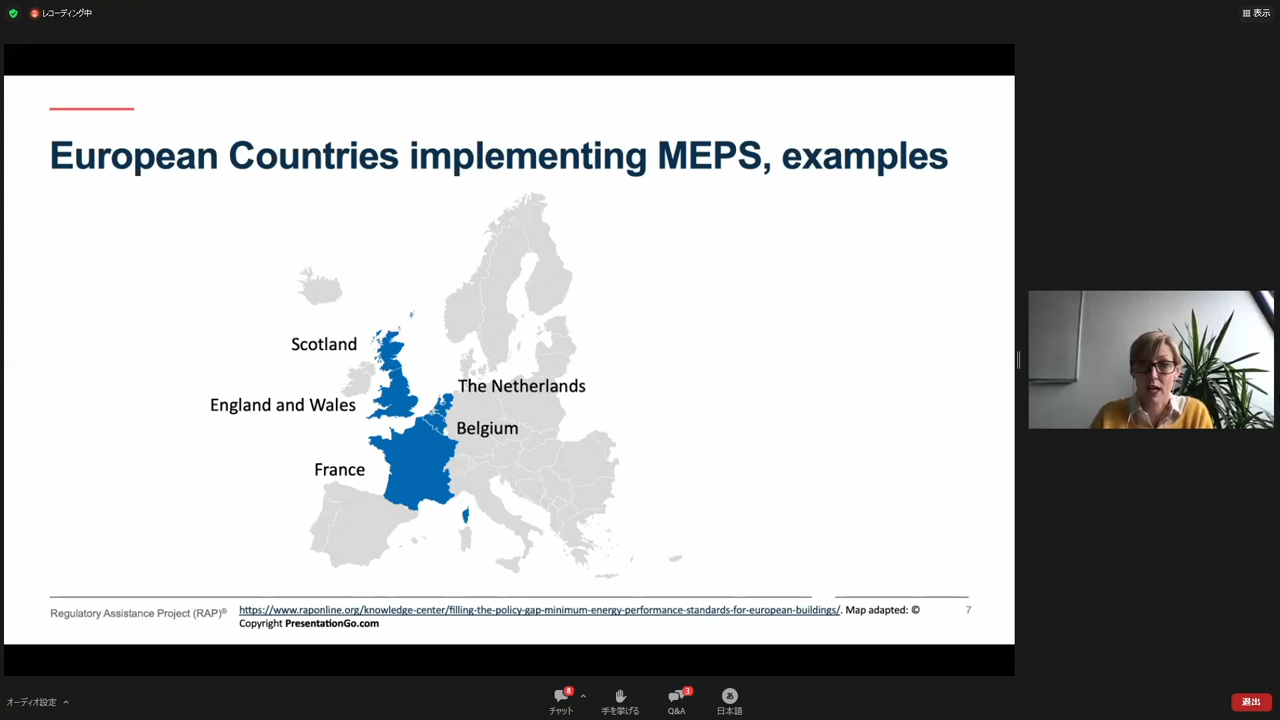 レコーディング中
表示
European Countries implementing MEPS, examples
Scotland
The Netherlands
England and Wales
Belgium
France
Regulatory Assistance Project (RAP)®
https://www.raponline.org/knowledge-center/filling-the-policy-gap-minimum-energy-performance-standards-for-european-buildings/. Map adapted: ©
Copyright PresentationGo.com
7
オーディオ設定
8
チャット
手を挙げる
3
Q&A
あ
日本語
退出